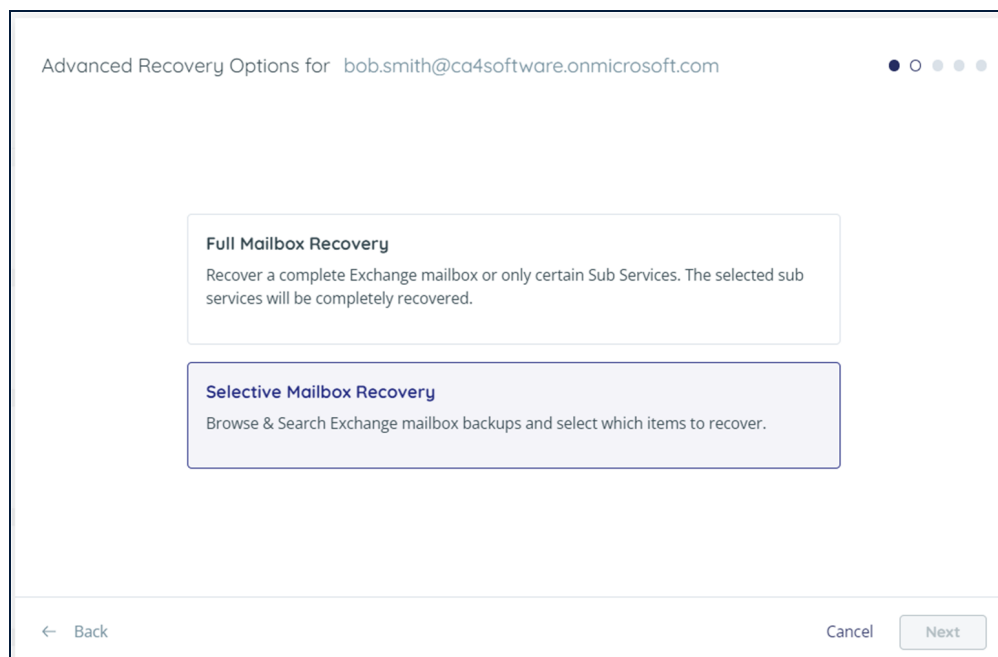 Advanced Recovery Options for bob.smith@ca4software.onmicrosoft.com
Full Mailbox Recovery
Recover a complete Exchange mailbox or only certain Sub Services. The selected sub
services will be completely recovered.
Selective Mailbox Recovery
Browse & Search Exchange mailbox backups and select which items to recover.
← Back
Cancel
Next